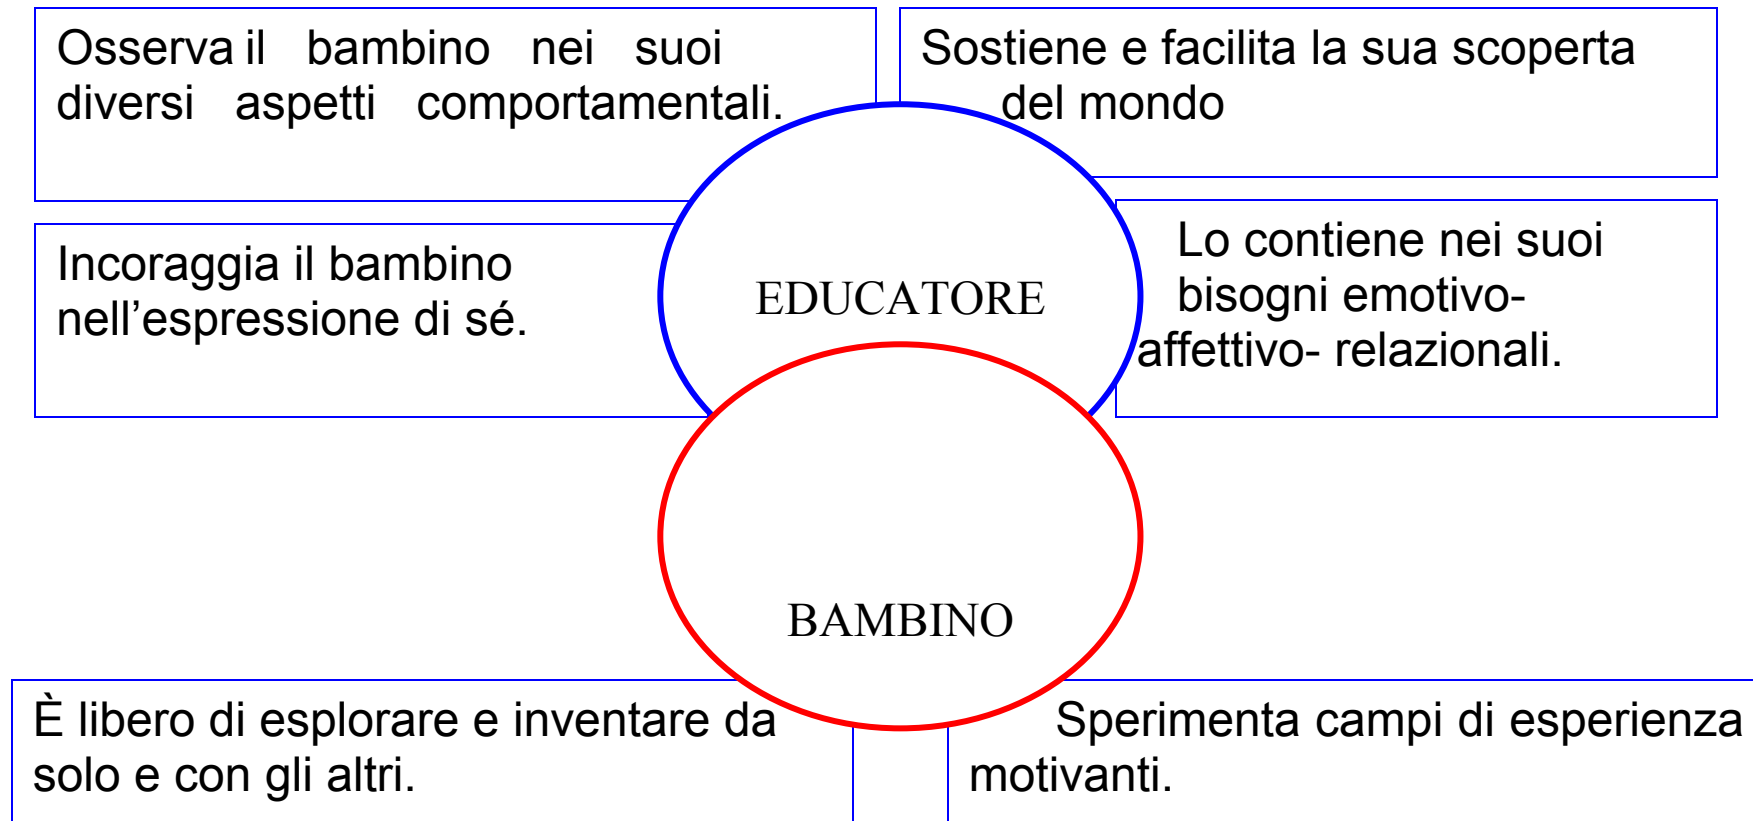 Osserva il bambino nei suoi
diversi aspetti comportamentali.
Sostiene e facilita la sua scoperta
del mondo
Incoraggia il bambino
nell’espressione di sé.
EDUCATORE
Lo contiene nei suoi
bisogni emotivo-
affettivo- relazionali.
BAMBINO
È libero di esplorare e inventare da
solo e con gli altri.
Sperimenta campi di esperienza
motivanti.